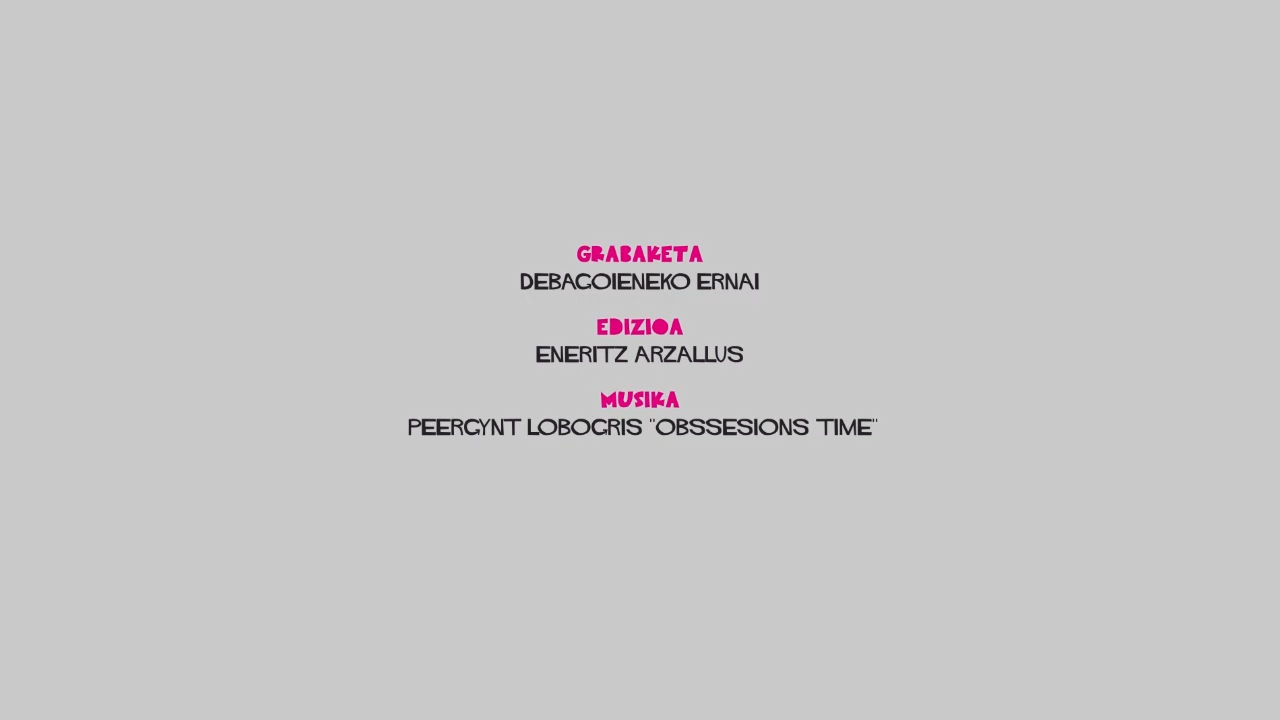 GRABAKETA
DEBAGOIENEKO ERNAI
EDIZIOA
ENERITZ ARZALLUS
MUSIKA
PEERGYNT LOBOGRIS "OBSSESIONS TIME"